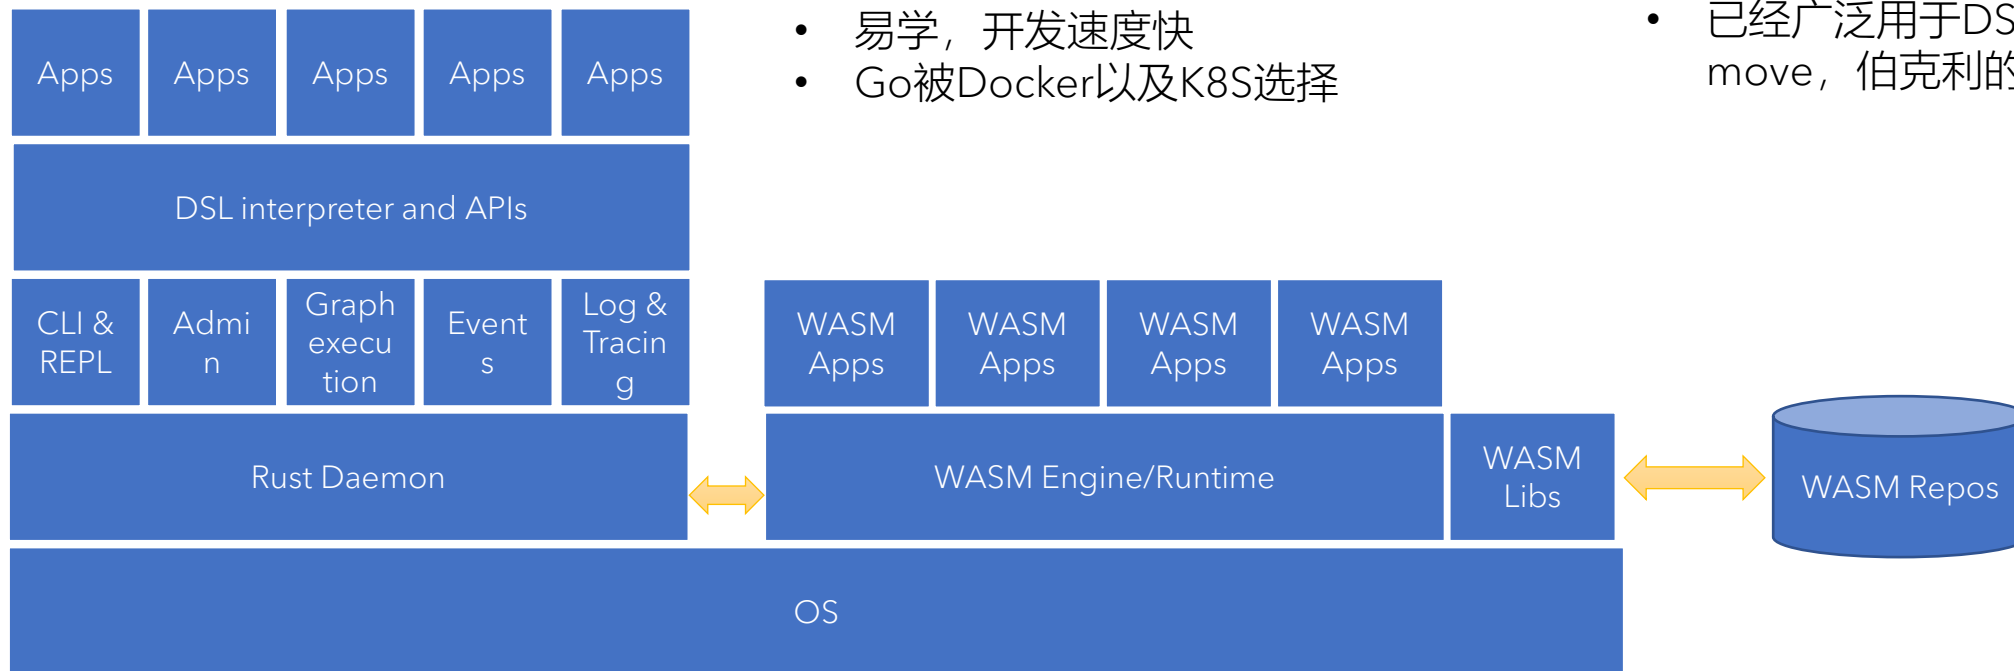 易学，开发速度快
Go被Docker以及K8S选择
已经广泛用于DS
move，伯克利的
Apps
Apps
Apps
Apps
Apps
DSL interpreter and APIs
CLI &
REPL
Admi
n
Graph
execu
tion
Event
s
Log &
Tracin
g
WASM
Apps
WASM
Apps
WASM
Apps
WASM
Apps
Rust Daemon
WASM Engine/Runtime
WASM
Libs
WASM Repos
OS